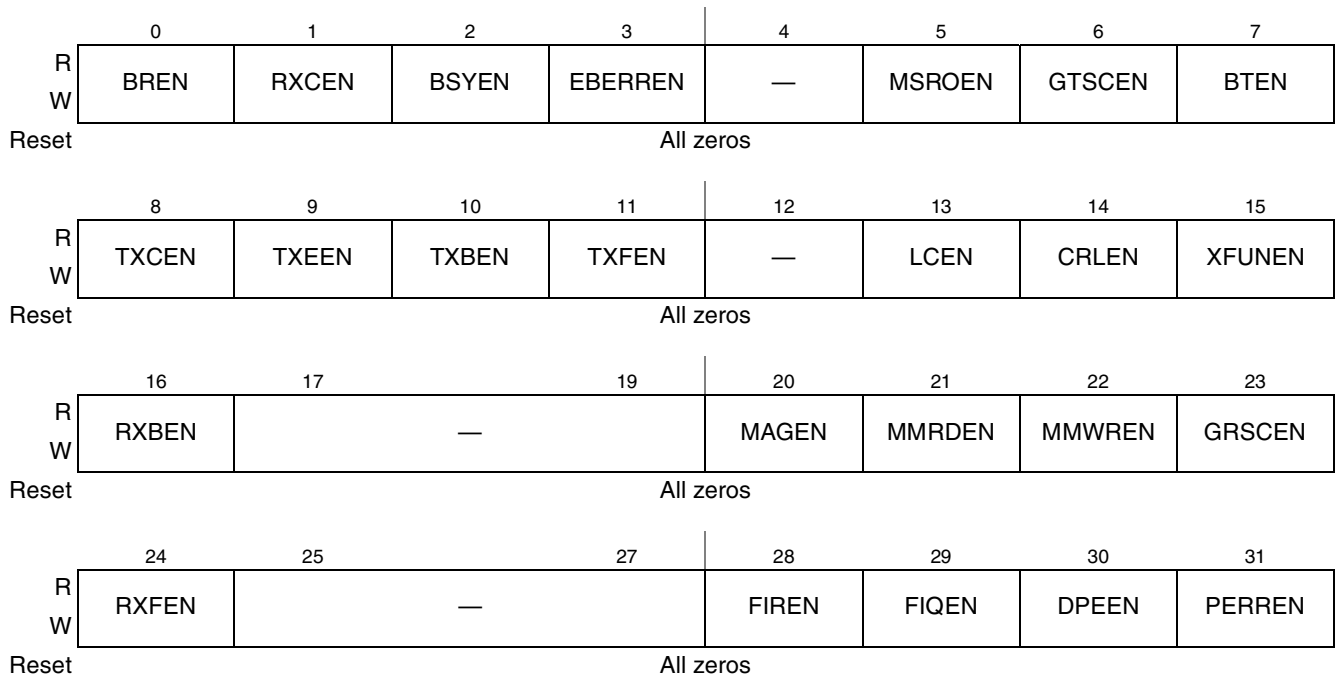 0 1 2 3 4 5 6 7
R
W
BREN RXCEN BSYEN EBERREN — MSROEN GTSCEN BTEN
Reset All zeros
8 9 10 11 12 13 14 15
R
W
TXCEN TXEEN TXBEN TXFEN — LCEN CRLEN XFUNEN
Reset All zeros
16 17 19 20 21 22 23
R
W
RXBEN — MAGEN MMRDEN MMWREN GRSCEN
Reset All zeros
24 25 27 28 29 30 31
R
W
RXFEN — FIREN FIQEN DPEEN PERREN
Reset All zeros